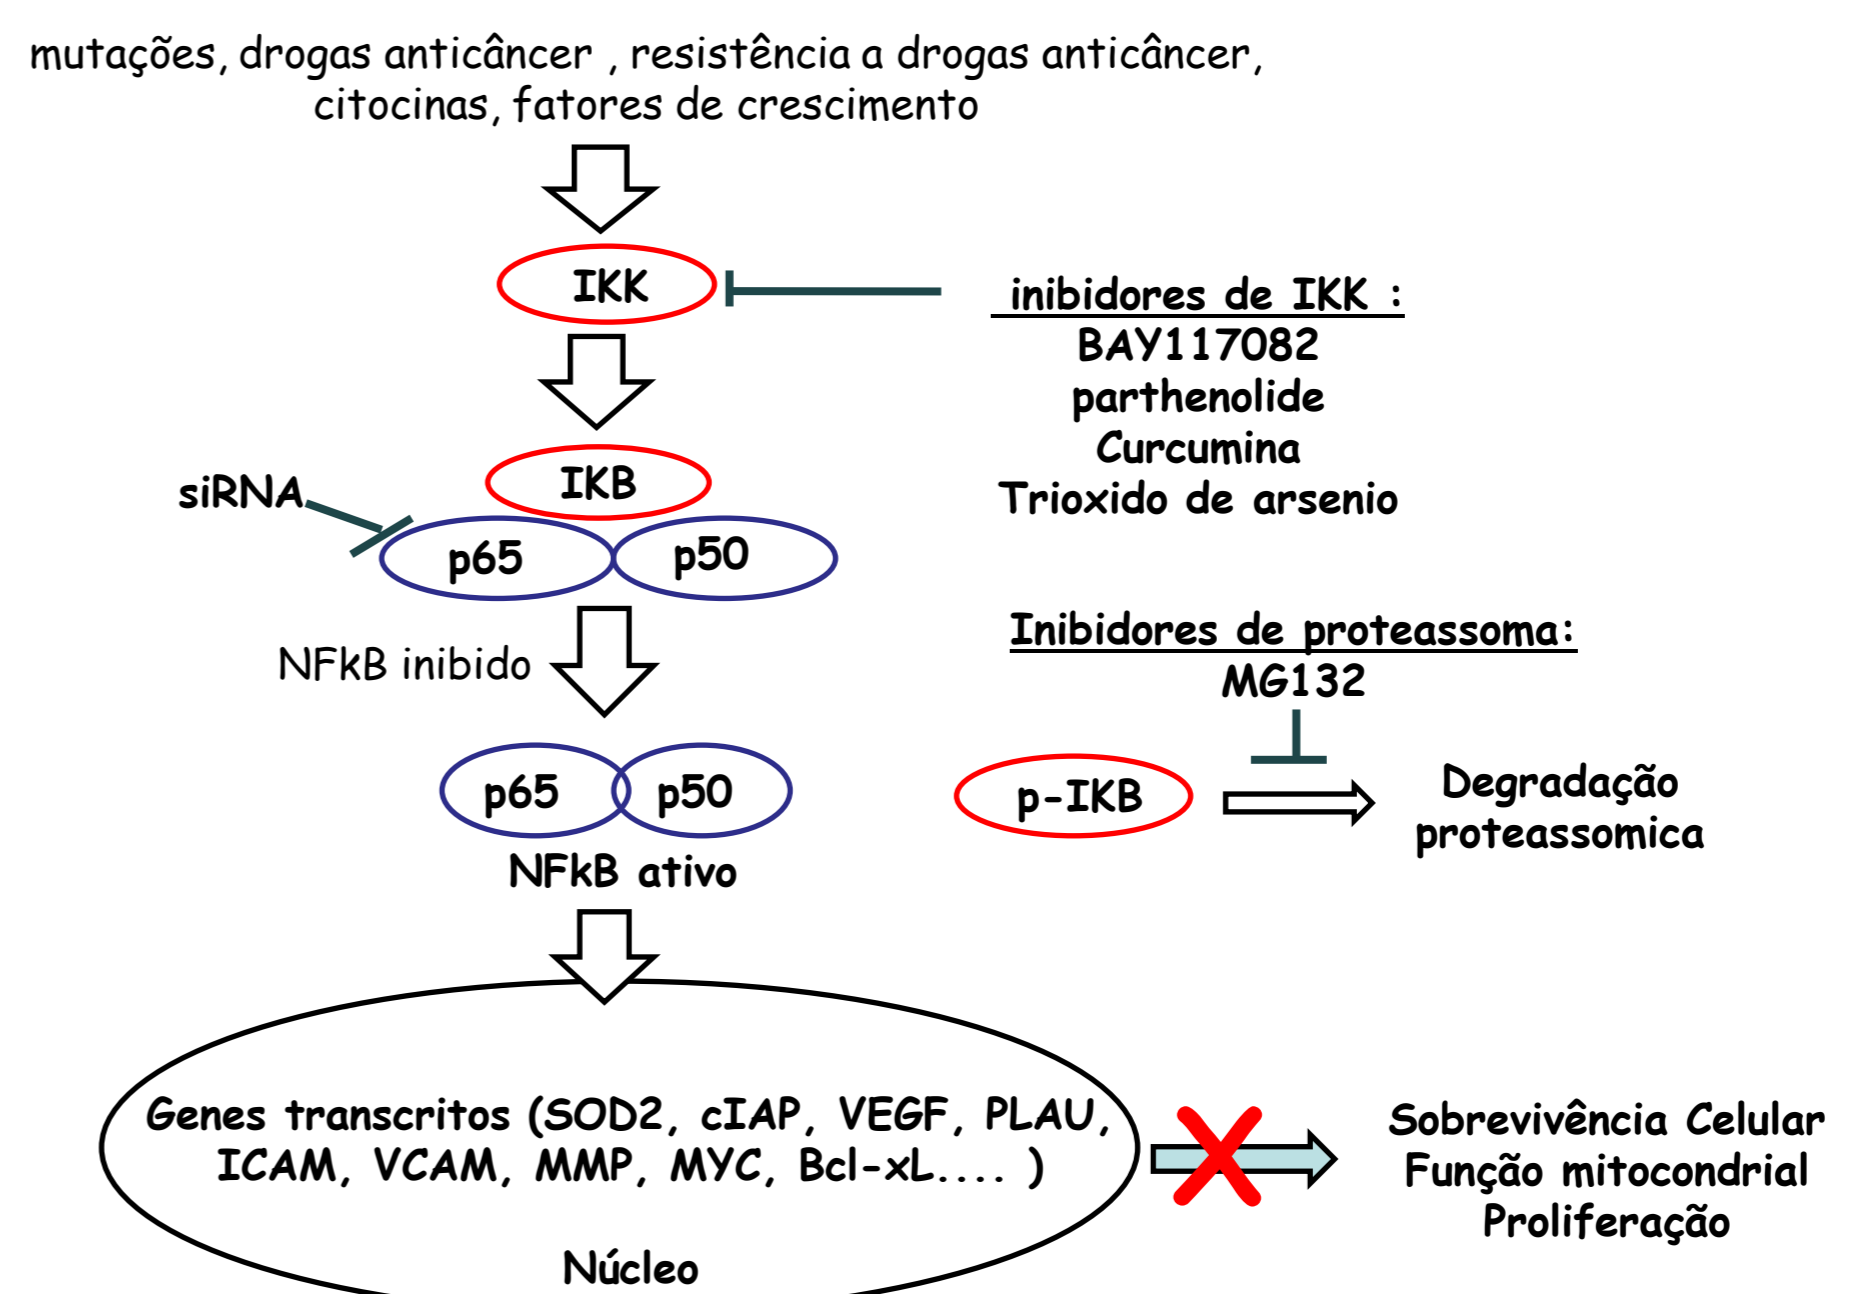 mutações, drogas anticâncer , resistência a drogas anticâncer,
citocinas, fatores de crescimento
IKK
inibidores de IKK :
BAY117082
parthenolide
Curcumina
Trioxido de arsenio
IKB
siRNA
p65
p50
NFkB inibido
Inibidores de proteassoma:
MG132
p65
p50
p-IKB
Degradação
proteassomica
NFkB ativo
Genes transcritos (SOD2, cIAP, VEGF, PLAU,
ICAM, VCAM, MMP, MYC, Bcl-xL.... )
Núcleo
Sobrevivência Celular
Função mitocondrial
Proliferação